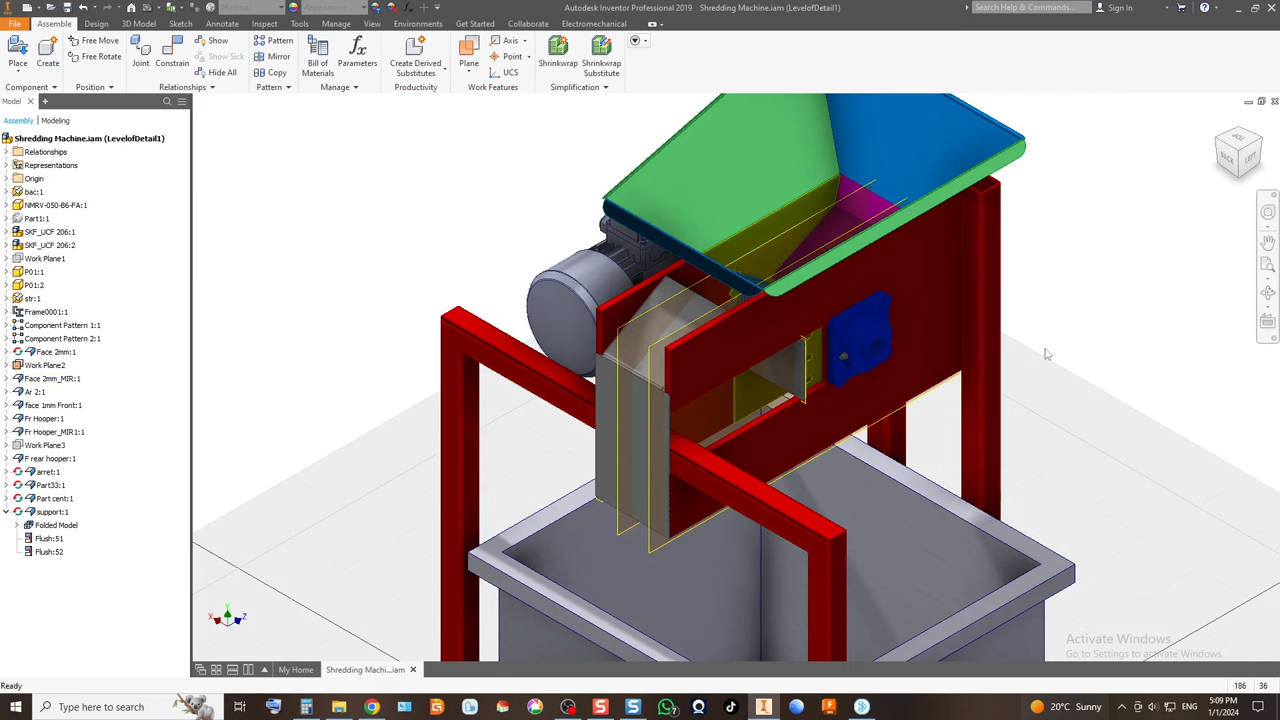 Autodesk Inventor Professional 2019   Shredding Machine.iam (LevelofDetail1)
Search Help & Commands...
Sign In
Material
Appearance
File
Assemble
Design
3D Model
Sketch
Annotate
Inspect
Tools
Manage
View
Environments
Get Started
Collaborate
Electromechanical
Place
Create
Free Move
Free Rotate
Joint
Constrain
Show
Show Sick
Hide All
Pattern
Mirror
Copy
Bill of
Materials
Parameters
Create Derived
Substitutes
Plane
Axis
Point
UCS
Shrinkwrap
Shrinkwrap
Substitute
Component
Position
Relationships
Pattern
Manage
Productivity
Work Features
Simplification
Model
Assembly
Modeling
Shredding Machine.iam (LevelofDetail1)
Relationships
Representations
Origin
bac:1
NMRV-050-B6-FA:1
Part1:1
SKF_UCF 206:1
SKF_UCF 206:2
Work Plane1
P01:1
P01:2
str:1
Frame0001:1
Component Pattern 1:1
Component Pattern 2:1
Face 2mm:1
Work Plane2
Face 2mm_MIR:1
Ar 2:1
face 1mm Front:1
Fr Hooper:1
Fr Hooper_MIR1:1
Work Plane3
F rear hooper:1
arret:1
Part33:1
Part cent:1
support:1
Folded Model
Flush:51
Flush:52
BACK
LEFT
X
Y
Z
Activate Windows
Go to Settings to activate Windows.
My Home
Shredding Machi...iam
Ready
186
36
Type here to search
20°C Sunny
ENG
5:09 PM
1/1/2024